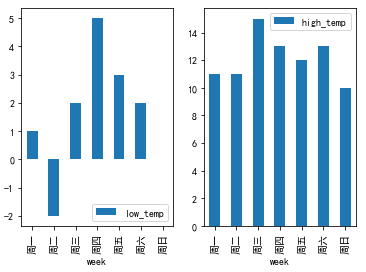 5
4
3
2
1
0
−1
−2
周一
周二
周三
周四
周五
周六
周日
week
low_temp
14
12
10
8
6
4
2
0
周一
周二
周三
周四
周五
周六
周日
week
high_temp